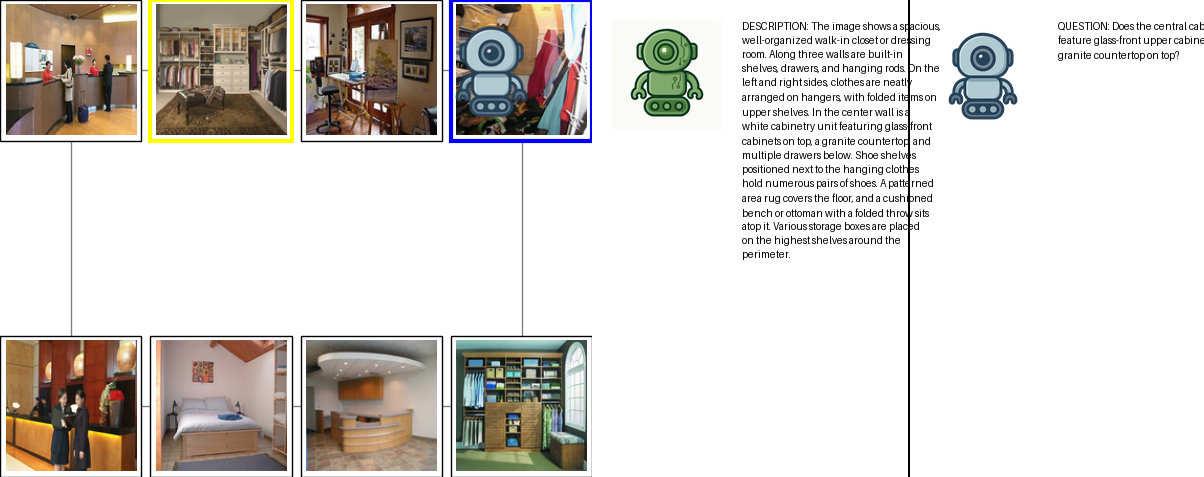 DESCRIPTION: The image shows a spacious,
well-organized walk-in closet or dressing
room. Along three walls are built-in
shelves, drawers, and hanging rods. On the
left and right sides, clothes are neatly
arranged on hangers, with folded items on
upper shelves. In the center wall is a
white cabinetry unit featuring glass-front
cabinets on top, a granite countertop, and
multiple drawers below. Shoe shelves
positioned next to the hanging clothes
hold numerous pairs of shoes. A patterned
area rug covers the floor, and a cushioned
bench or ottoman with a folded throw sits
atop it. Various storage boxes are placed
on the highest shelves around the
perimeter.
QUESTION: Does the central cab
feature glass-front upper cabine
granite countertop on top?